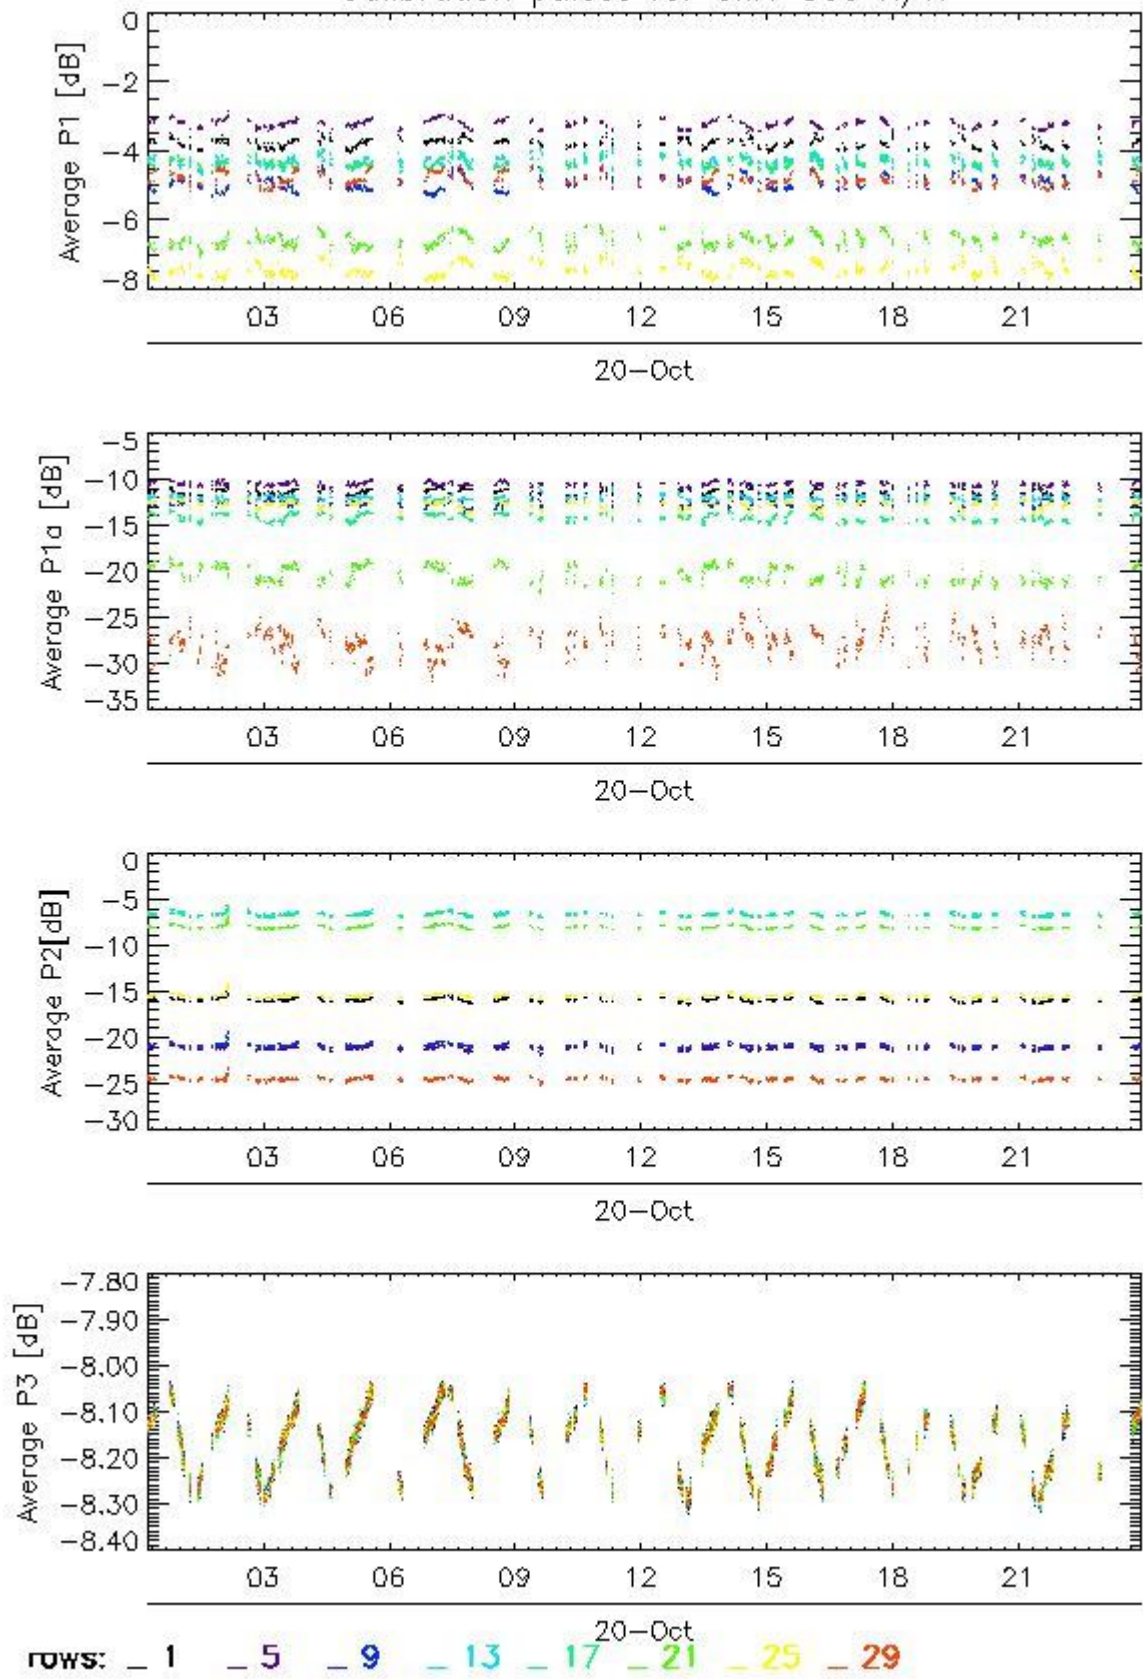 Average P1 [dB]
0
-2
-4
-6
-8
03 06 09 12 15 18 21
20-Oct
Average P1a [dB]
-5
-10
-15
-20
-25
-30
-35
03 06 09 12 15 18 21
20-Oct
Average P2[dB]
0
-5
-10
-15
-20
-25
-30
03 06 09 12 15 18 21
20-Oct
Average P3 [dB]
-7.80
-7.90
-8.00
-8.10
-8.20
-8.30
-8.40
03 06 09 12 15 18 21
20-Oct
rows: _ 1 _ 5 _ 9 _ 13 _ 17 _ 21 _ 25 _ 29